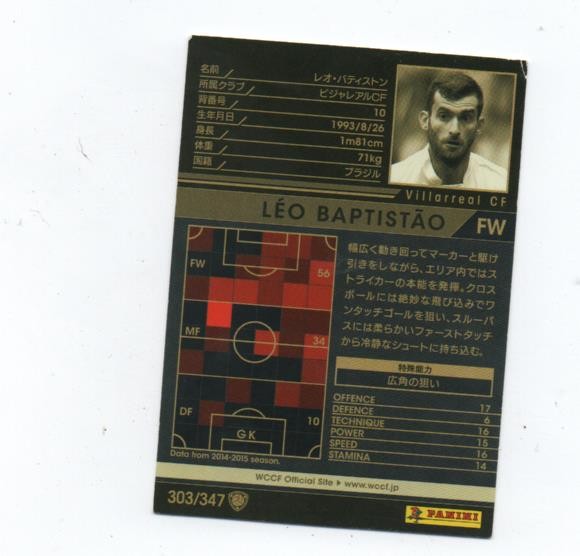 名前 レオ・バティストン
所属クラブ ビジャレアルCF
背番号 10
生年月日 1993/8/26
身長 1m81cm
体重 71kg
国籍 ブラジル
Villarreal CF
LÉO BAPTISTÃO FW
FW 56
MF 34
DF 10
GK
Data from 2014-2015 season.
幅広く動き回ってマーカーと駆け
引きをしながら、エリア内ではス
トライカーの本能を発揮。クロス
ボールには絶妙な飛び込みでワ
ンタッチゴールを狙い、スルーパ
スには柔らかいファーストタッチ
から冷静なシュートに持ち込む。
特殊能力
広角の狙い
OFFENCE 17
DEFENCE 6
TECHNIQUE 16
POWER 15
SPEED 16
STAMINA 14
WCCF Official Site ▶ www.wccf.jp
303/347
PANINI